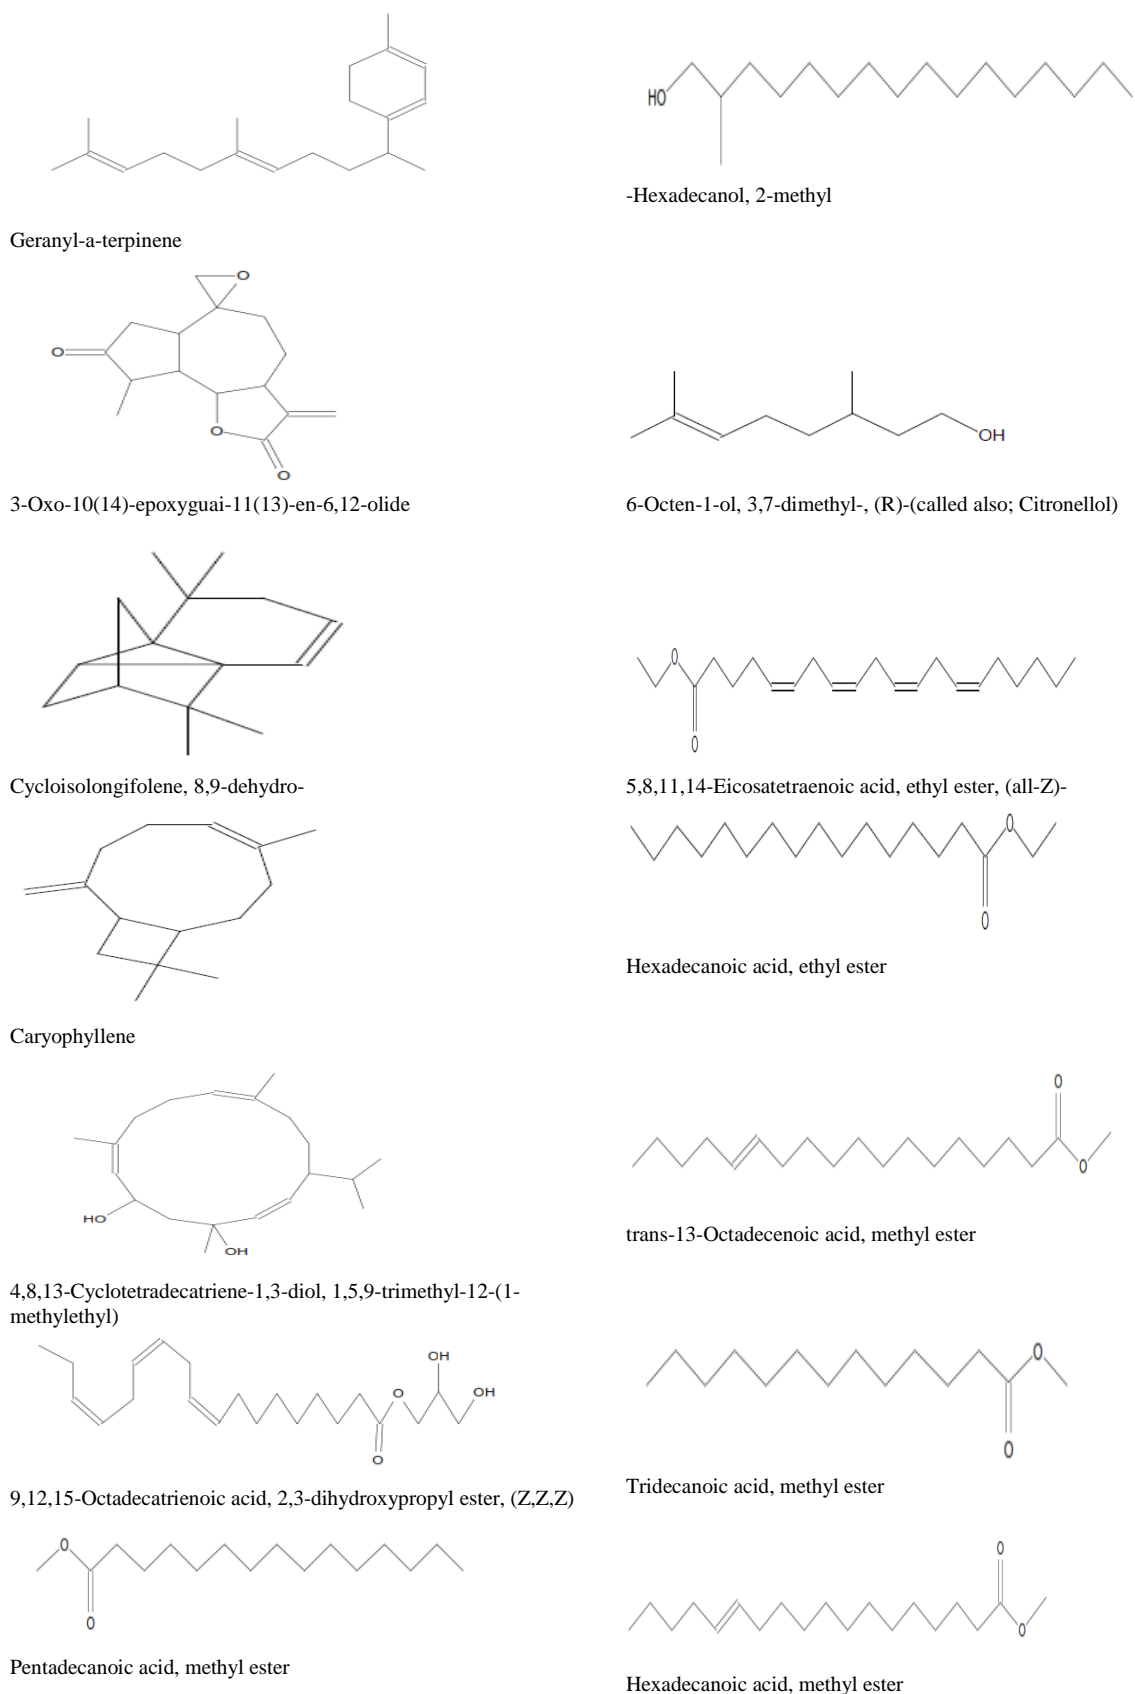 HO
-Hexadecanol, 2-methyl
Geranyl-a-terpinene
O
O
O
O
3-Oxo-10(14)-epoxyguai-11(13)-en-6,12-olide
OH
6-Octen-1-ol, 3,7-dimethyl-, (R)-(called also; Citronellol)
Cycloisolongifolene, 8,9-dehydro-
O
O
5,8,11,14-Eicosatetraenoic acid, ethyl ester, (all-Z)-
Caryophyllene
O
O
Hexadecanoic acid, ethyl ester
HO
OH
4,8,13-Cyclotetradecatriene-1,3-diol, 1,5,9-trimethyl-12-(1-
methylethyl)
O
O
trans-13-Octadecenoic acid, methyl ester
OH
OH
O
O
9,12,15-Octadecatrienoic acid, 2,3-dihydroxypropyl ester, (Z,Z,Z)
O
O
Tridecanoic acid, methyl ester
O
O
Pentadecanoic acid, methyl ester
O
O
Hexadecanoic acid, methyl ester